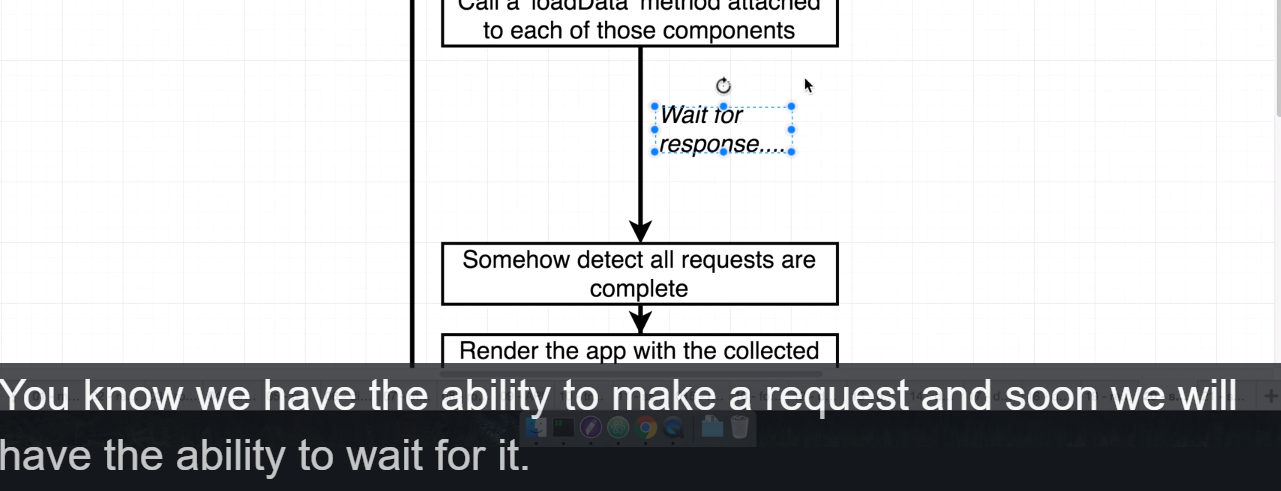 Call a 'loadData' method attached
to each of those components
Wait for
response....
Somehow detect all requests are
complete
Render the app with the collected
You know we have the ability to make a request and soon we will
have the ability to wait for it.